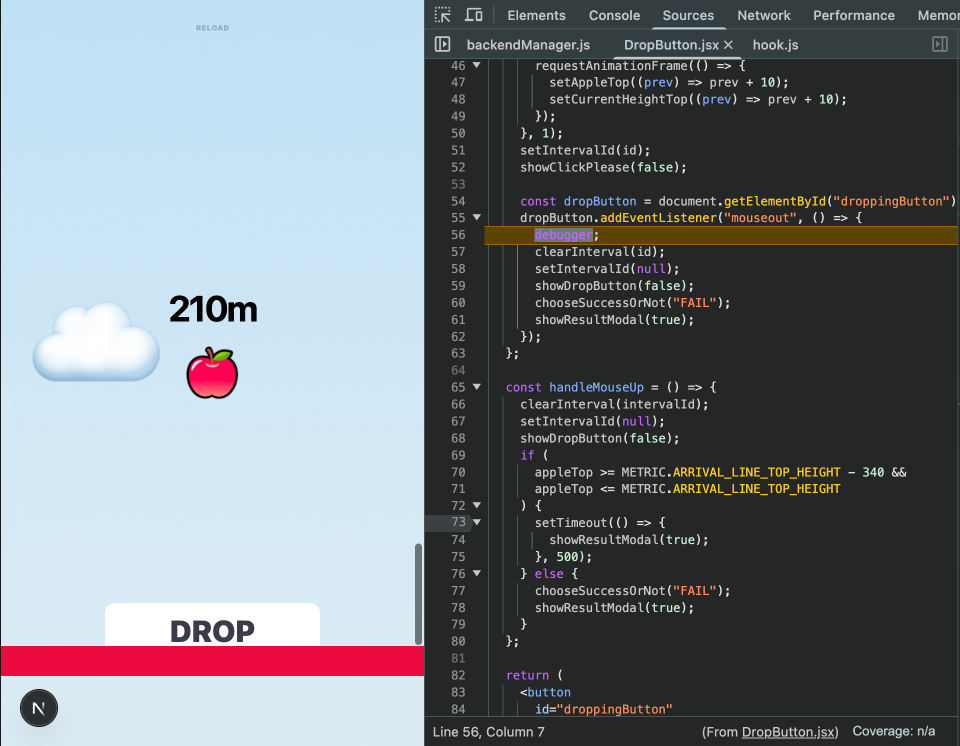 RELOAD
210m
DROP
N
Elements Console Sources Network Performance Memor
backendManager.js DropButton.jsx × hook.js
46 requestAnimationFrame(() => {
47 setAppleTop((prev) => prev + 10);
48 setCurrentHeightTop((prev) => prev + 10);
49 });
50 }, 1);
51 setIntervalId(id);
52 showClickPlease(false);
53
54 const dropButton = document.getElementById("droppingButton")
55 dropButton.addEventListener("mouseout", () => {
56 debugger;
57 clearInterval(id);
58 setIntervalId(null);
59 showDropButton(false);
60 chooseSuccessOrNot("FAIL");
61 showResultModal(true);
62 });
63 };
64
65 const handleMouseUp = () => {
66 clearInterval(intervalId);
67 setIntervalId(null);
68 showDropButton(false);
69 if (
70 appleTop >= METRIC.ARRIVAL_LINE_TOP_HEIGHT - 340 &&
71 appleTop <= METRIC.ARRIVAL_LINE_TOP_HEIGHT
72 ) {
73 setTimeout(() => {
74 showResultModal(true);
75 }, 500);
76 } else {
77 chooseSuccessOrNot("FAIL");
78 showResultModal(true);
79 }
80 };
81
82 return (
83 <button
84 id="droppingButton"
Line 56, Column 7 (From DropButton.jsx) Coverage: n/a